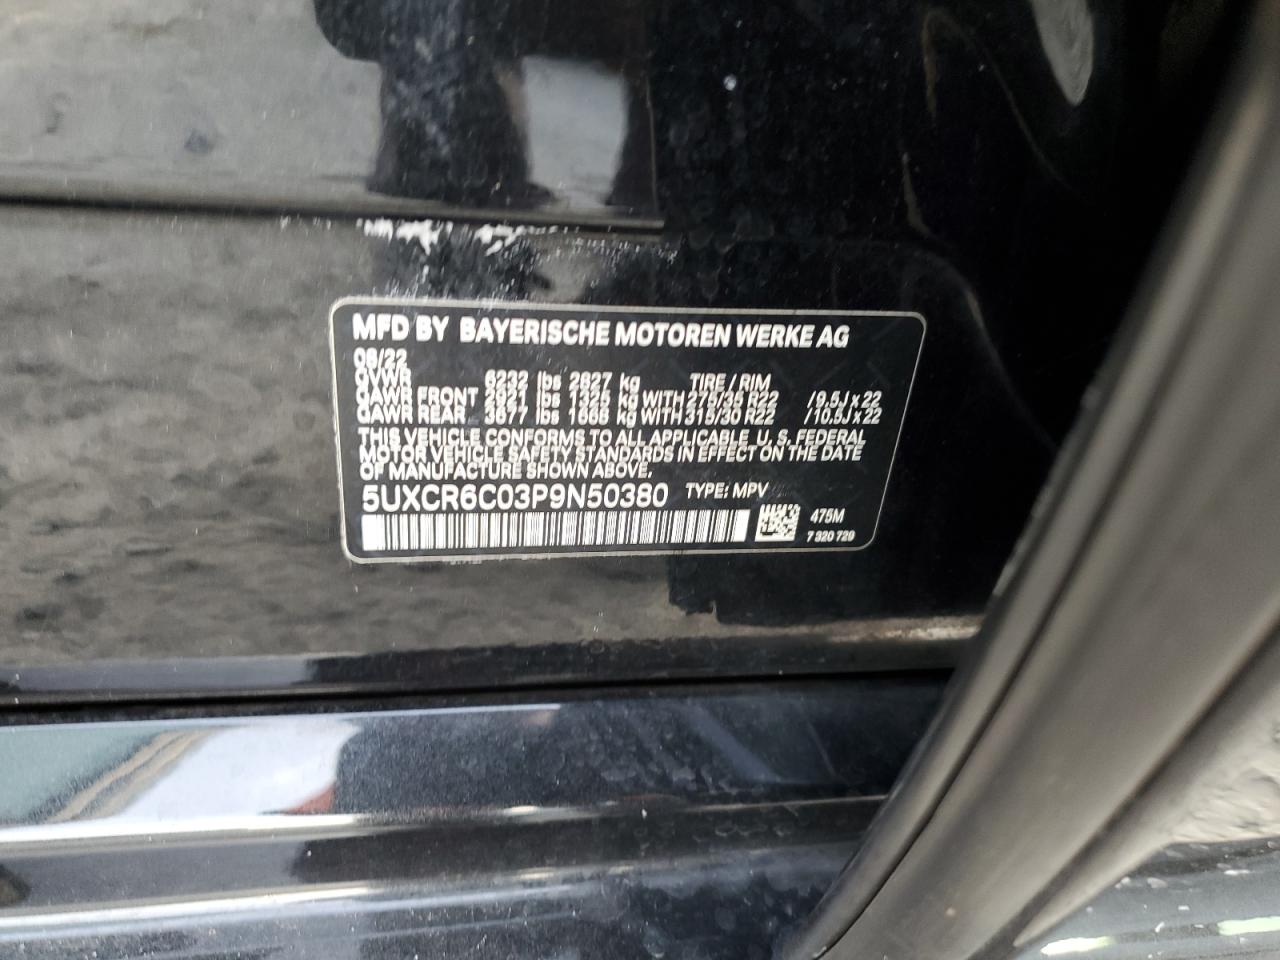 MFD BY BAYERISCHE MOTOREN WERKE AG
08/22
GVWR 6232 lbs 2827 kg TIRE / RIM
GAWR FRONT 2921 lbs 1325 kg WITH 275/35 R22 / 9.5J x 22
GAWR REAR 3677 lbs 1668 kg WITH 315/30 R22 / 10.5J x 22
THIS VEHICLE CONFORMS TO ALL APPLICABLE U. S. FEDERAL
MOTOR VEHICLE SAFETY STANDARDS IN EFFECT ON THE DATE
OF MANUFACTURE SHOWN ABOVE.
5UXCR6C03P9N50380 TYPE: MPV
475M
7 320 729